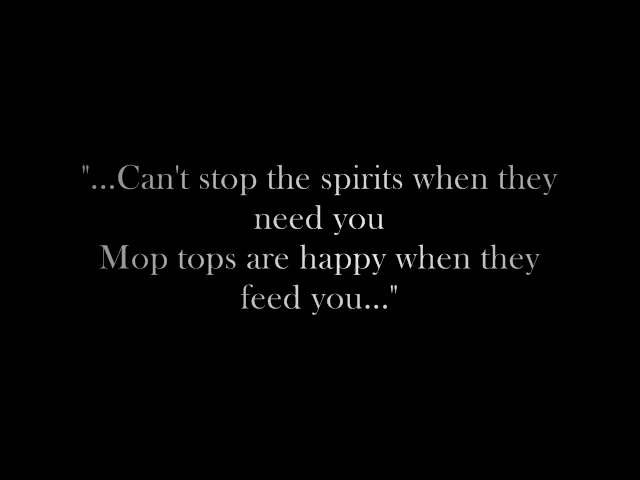 "...Can't stop the spirits when they
need you
Mop tops are happy when they
feed you..."